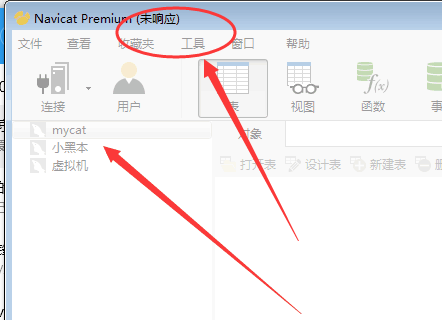 Navicat Premium (未响应)
文件 查看 收藏夹 工具 窗口 帮助
连接 用户 表 视图 函数
mycat 对象
小黑本 打开表 设计表 新建表
虚拟机